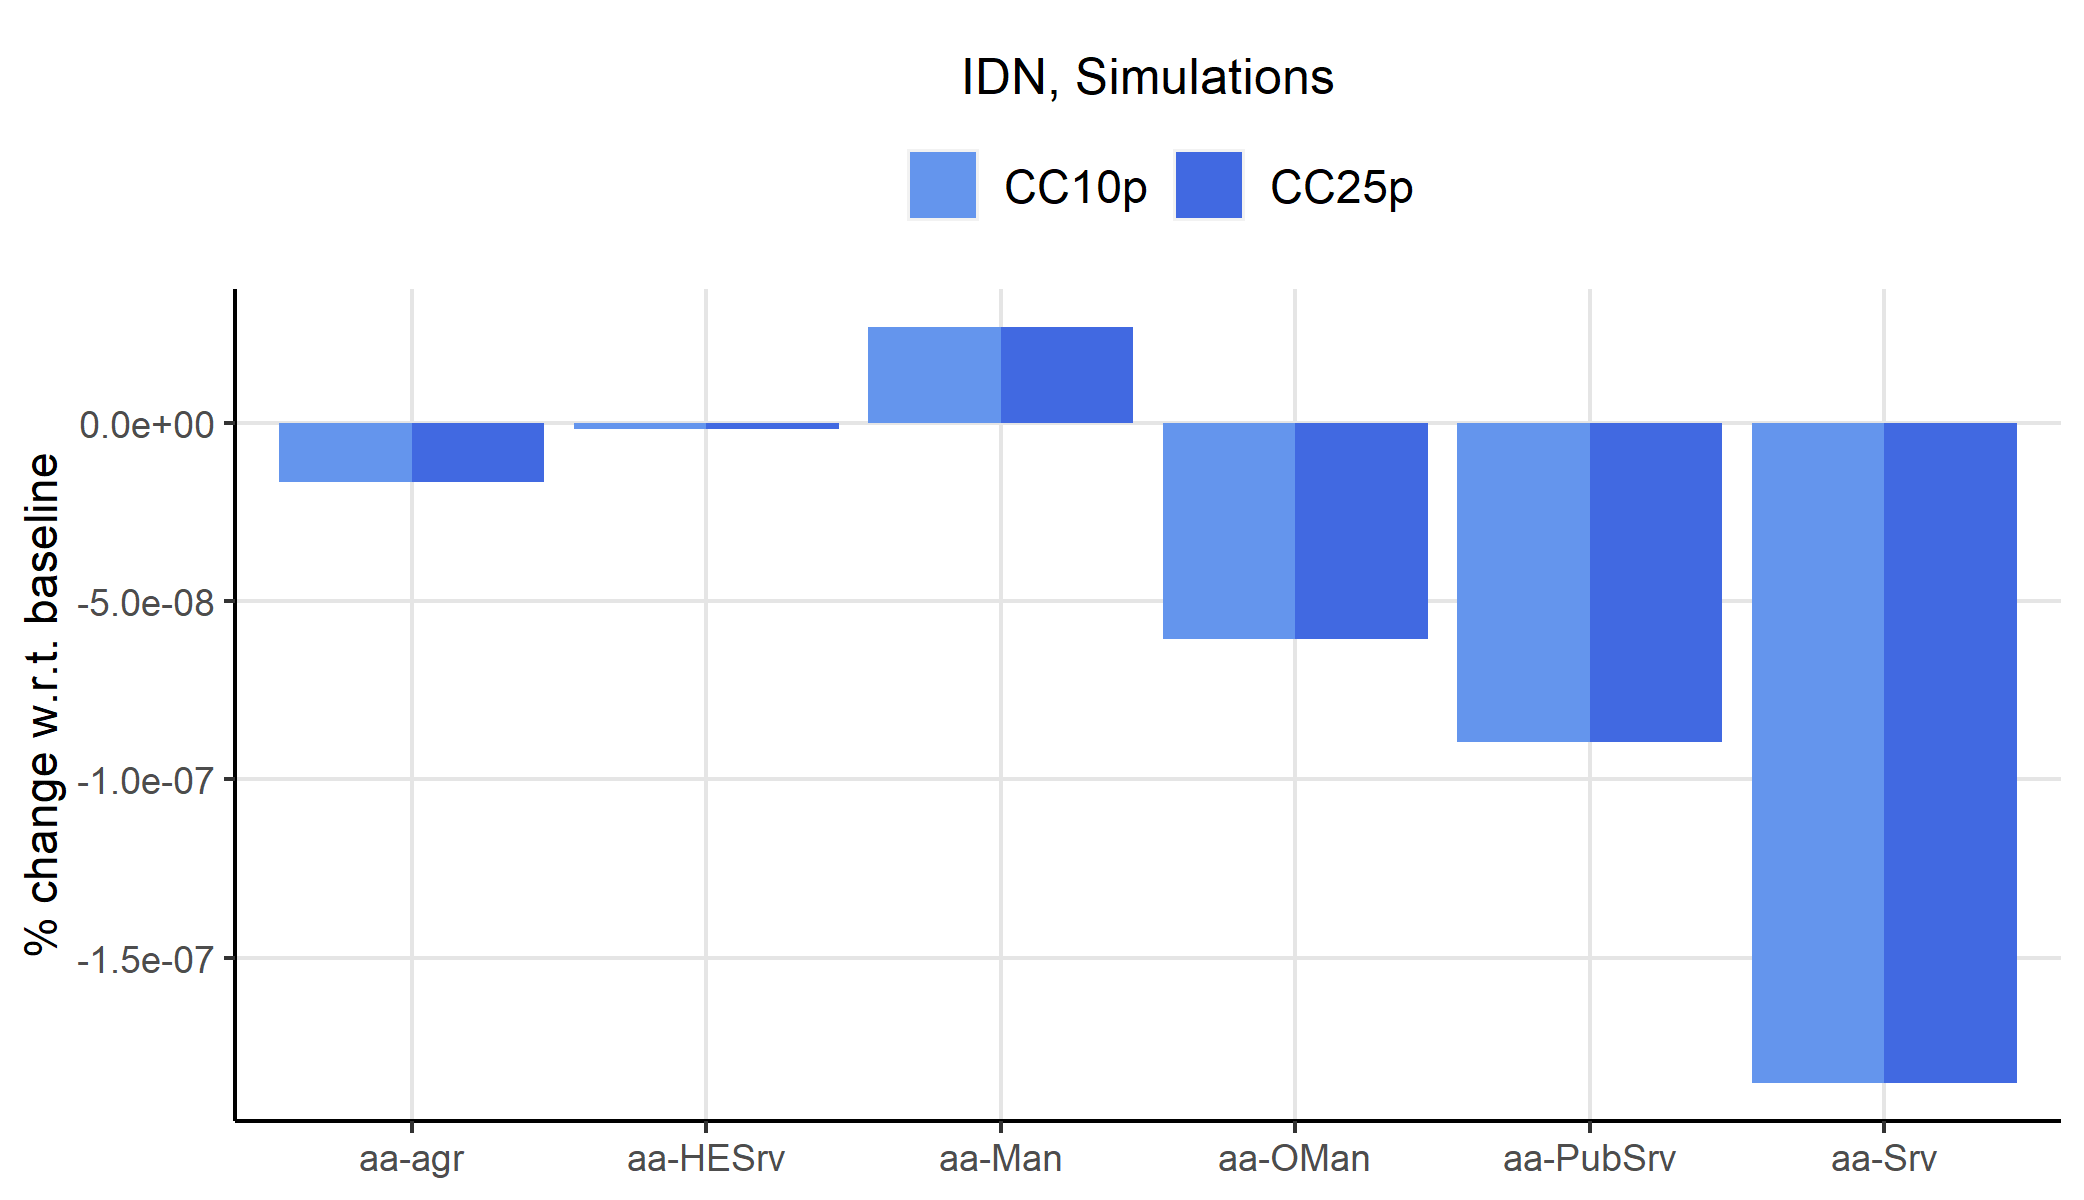 IDN, Simulations
CC10p CC25p
% change w.r.t. baseline
0.0e+00
-5.0e-08
-1.0e-07
-1.5e-07
aa-agr aa-HESrv aa-Man aa-OMan aa-PubSrv aa-Srv